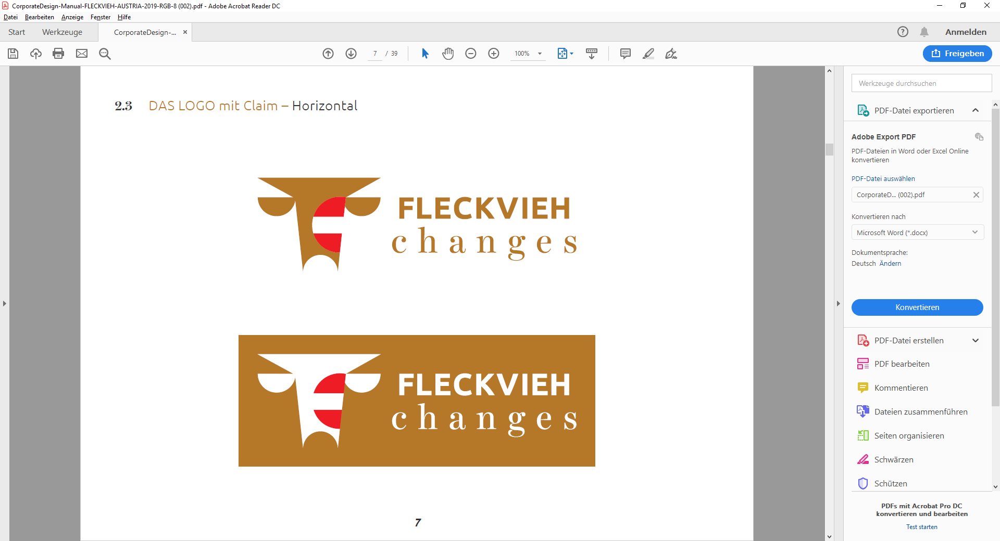 CorporateDesign-Manual-FLECKVIEH-AUSTRIA-2019-RGB-8 (002).pdf - Adobe Acrobat Reader DC
Datei Bearbeiten Anzeige Fenster Hilfe
Start Werkzeuge CorporateDesign-... × Anmelden
7 / 39 100% Freigeben
2.3 DAS LOGO mit Claim – Horizontal
FLECKVIEH
changes
FLECKVIEH
changes
7
Werkzeuge durchsuchen
PDF-Datei exportieren
Adobe Export PDF
PDF-Dateien in Word oder Excel Online
konvertieren
PDF-Datei auswählen
CorporateD... (002).pdf
Konvertieren nach
Microsoft Word (*.docx)
Dokumentsprache:
Deutsch Ändern
Konvertieren
PDF-Datei erstellen
PDF bearbeiten
Kommentieren
Dateien zusammenführen
Seiten organisieren
Schwärzen
Schützen
PDFs mit Acrobat Pro DC
konvertieren und bearbeiten
Test starten